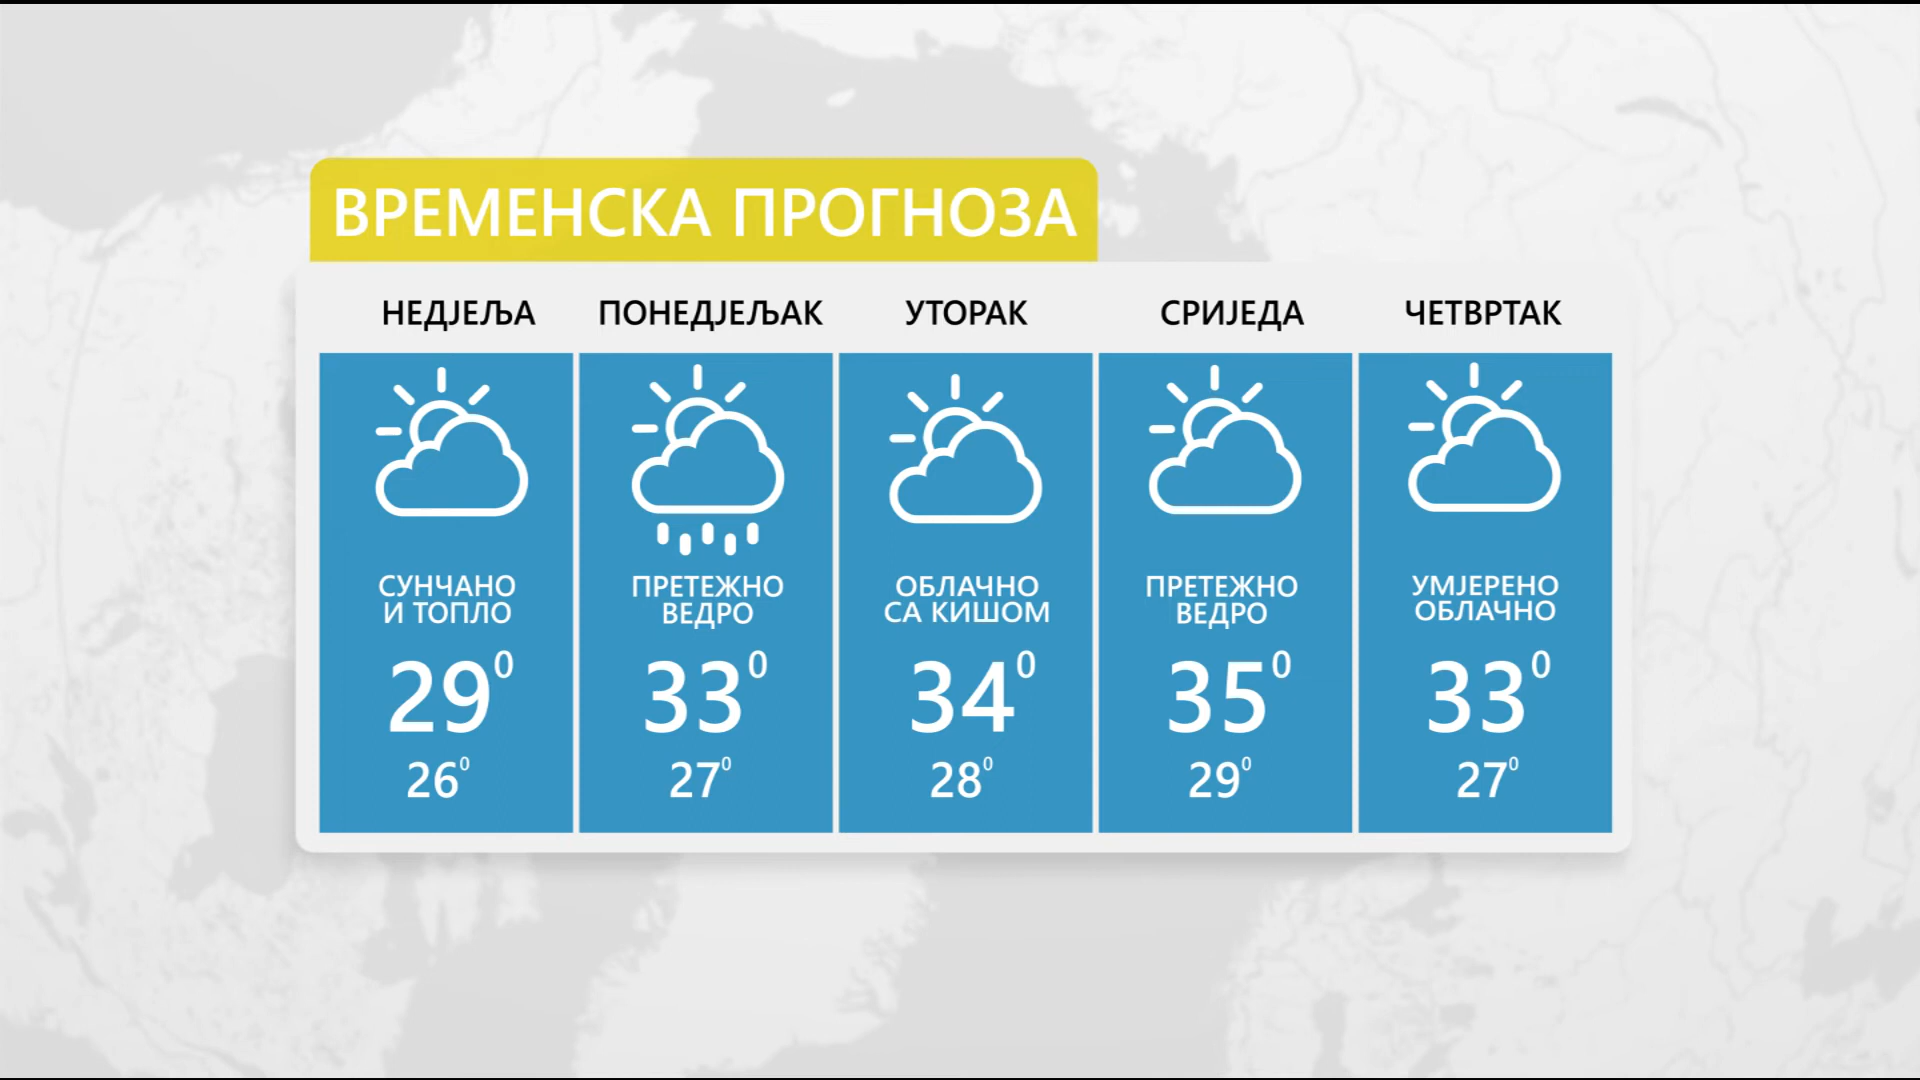 ВРЕМЕНСКА ПРОГНОЗА
НЕДЈЕЉА
ПОНЕДЈЕЉАК
УТОРАК
СРИЈЕДА
ЧЕТВРТАК
СУНЧАНО
И ТОПЛО
29⁰
26⁰
ПРЕТЕЖНО
ВЕДРО
33⁰
27⁰
ОБЛАЧНО
СА КИШОМ
34⁰
28⁰
ПРЕТЕЖНО
ВЕДРО
35⁰
29⁰
УМЈЕРЕНО
ОБЛАЧНО
33⁰
27⁰